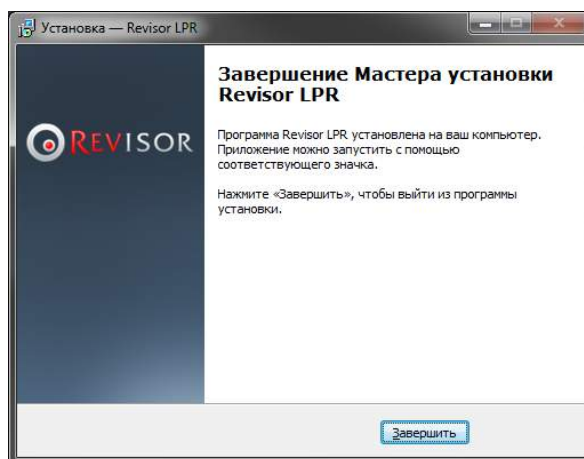 Установка — Revisor LPR
Завершение Мастера установки
Revisor LPR
REVISOR
Программа Revisor LPR установлена на ваш компьютер.
Приложение можно запустить с помощью
соответствующего значка.
Нажмите «Завершить», чтобы выйти из программы
установки.
Завершить